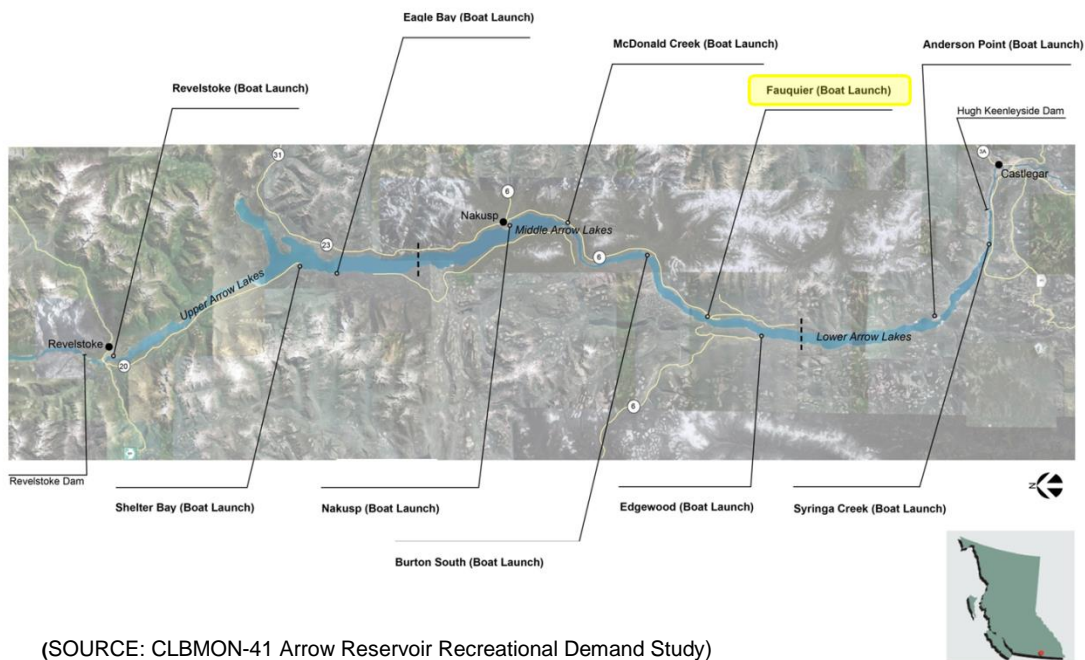 Eagle Bay (Boat Launch)
McDonald Creek (Boat Launch)
Anderson Point (Boat Launch)
Revelstoke (Boat Launch)
Fauquier (Boat Launch)
Hugh Keenleyside Dam
31
3A
Castlegar
6
Nakusp
Middle Arrow Lakes
23
6
Upper Arrow Lakes
Revelstoke
20
Lower Arrow Lakes
6
Revelstoke Dam
N
Shelter Bay (Boat Launch)
Nakusp (Boat Launch)
Edgewood (Boat Launch)
Syringa Creek (Boat Launch)
Burton South (Boat Launch)
(SOURCE: CLBMON-41 Arrow Reservoir Recreational Demand Study)